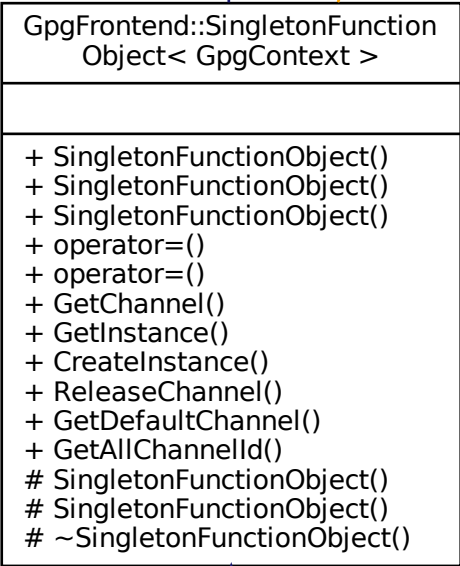 GpgFrontend::SingletonFunction
Object< GpgContext >
+ SingletonFunctionObject()
+ SingletonFunctionObject()
+ SingletonFunctionObject()
+ operator=()
+ operator=()
+ GetChannel()
+ GetInstance()
+ CreateInstance()
+ ReleaseChannel()
+ GetDefaultChannel()
+ GetAllChannelId()
# SingletonFunctionObject()
# SingletonFunctionObject()
# ~SingletonFunctionObject()